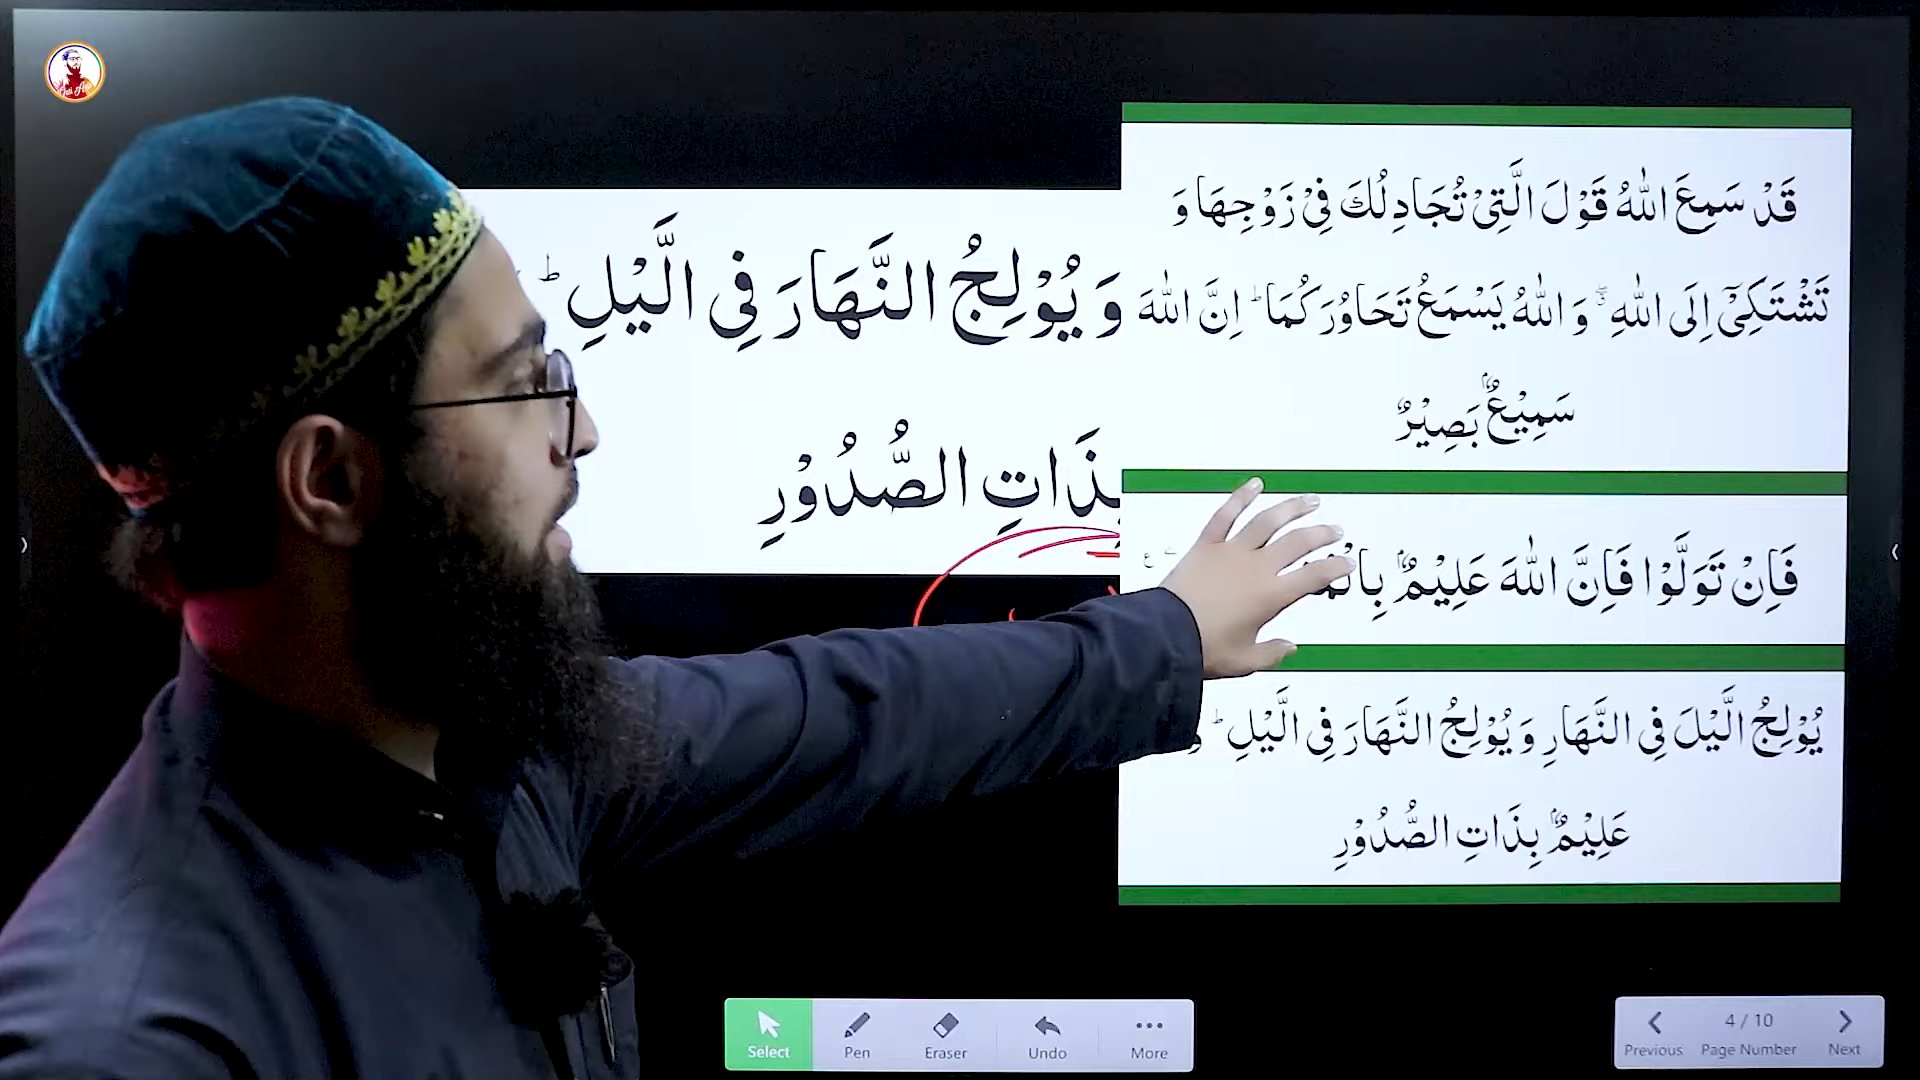 وَ یُوْلِجُ النَّهَارَ فِی الَّیْلِ ؕ
بِذَاتِ الصُّدُوْرِ
قَدْ سَمِعَ اللّٰهُ قَوْلَ الَّتِیْ تُجَادِلُكَ فِیْ زَوْجِهَا وَ
تَشْتَكِیْۤ اِلَى اللّٰهِ ۖۗ وَ اللّٰهُ یَسْمَعُ تَحَاوُرَكُمَا ؕ اِنَّ اللّٰهَ
سَمِیْعٌۢ بَصِیْرٌ
فَاِنْ تَوَلَّوْا فَاِنَّ اللّٰهَ عَلِیْمٌۢ
یُوْلِجُ الَّیْلَ فِی النَّهَارِ وَ یُوْلِجُ النَّهَارَ فِی الَّیْلِ ؕ وَ
عَلِیْمٌۢ بِذَاتِ الصُّدُوْرِ
Select Pen Eraser Undo More
4 / 10
Previous Page Number Next